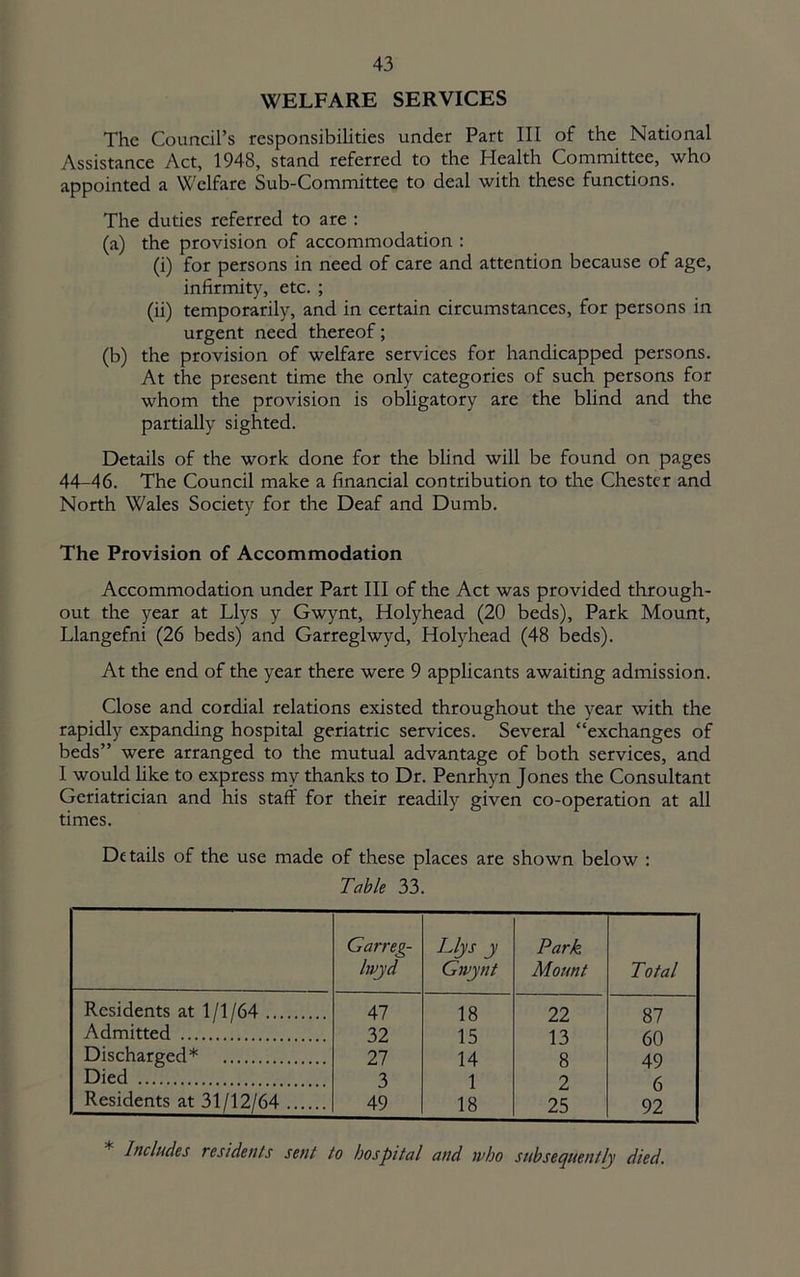 43
WELFARE SERVICES
The Council's responsibilities under Part III of the National
Assistance Act, 1948, stand referred to the Health Committee, who
appointed a Welfare Sub-Committee to deal with these functions.
The duties referred to are :
(a) the provision of accommodation :
(i) for persons in need of care and attention because of age,
infirmity, etc. ;
(ii) temporarily, and in certain circumstances, for persons in
urgent need thereof ;
(b) the provision of welfare services for handicapped persons.
At the present time the only categories of such persons for
whom the provision is obligatory are the blind and the
partially sighted.
Details of the work done for the blind will be found on pages
44–46. The Council make a financial contribution to the Chester and
North Wales Society for the Deaf and Dumb.
The Provision of Accommodation
Accommodation under Part III of the Act was provided through-
out the year at Llys y Gwynt, Holyhead (20 beds), Park Mount,
Llangefni (26 beds) and Garreglwyd, Holyhead (48 beds).
At the end of the year there were 9 applicants awaiting admission.
Close and cordial relations existed throughout the year with the
rapidly expanding hospital geriatric services. Several “exchanges of
beds” were arranged to the mutual advantage of both services, and
I would like to express my thanks to Dr. Penrhyn Jones the Consultant
Geriatrician and his staff for their readily given co-operation at all
times.
Details of the use made of these places are shown below :
Table 33.
Garreg- Llys y Park
lwyd Gwynt Mount Total
Residents at 1/1/64 ......... 47 18 22 87
Admitted ..................... 32 15 13 60
Discharged* ............... 27 14 8 49
Died ........................... 3 1 2 6
Residents at 31/12/64 ...... 49 18 25 92
* Includes residents sent to hospital and who subsequently died.